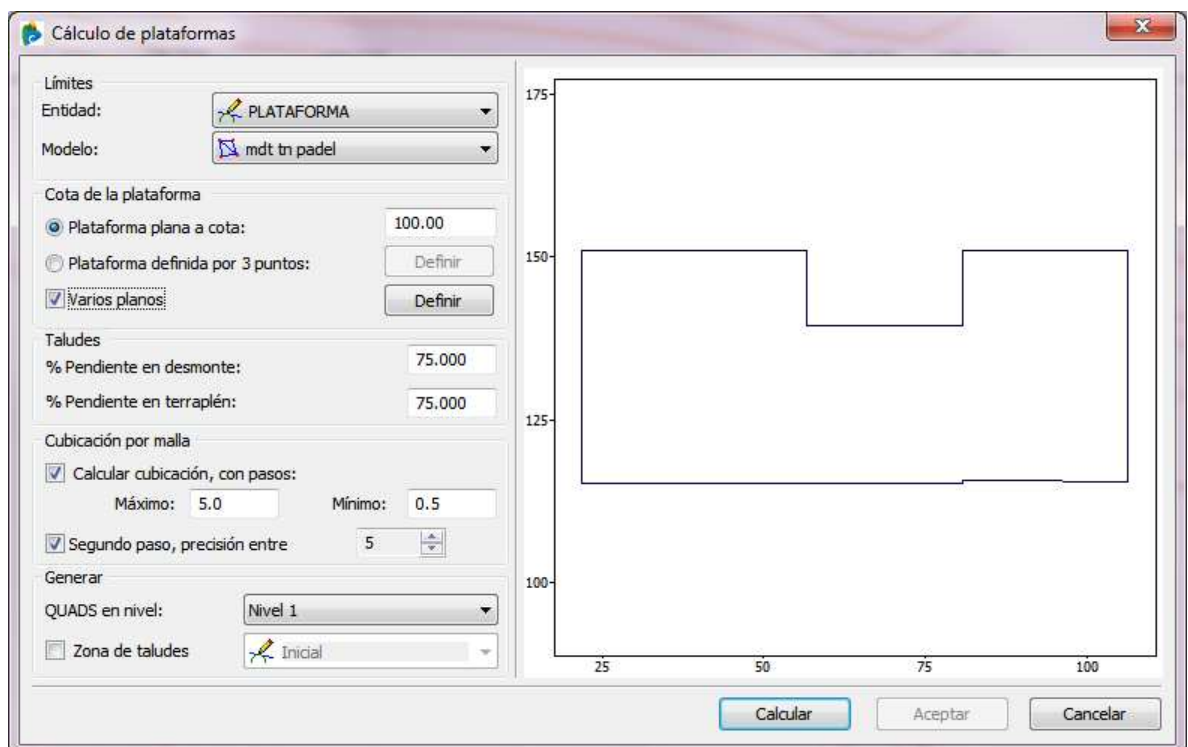 Cálculo de plataformas
Límites
Entidad: PLATAFORMA
Modelo: mdt tn padel
Cota de la plataforma
Plataforma plana a cota: 100.00
Plataforma definida por 3 puntos: Definir
Varios planos Definir
Taludes
% Pendiente en desmonte: 75.000
% Pendiente en terraplén: 75.000
Cubicación por malla
Calcular cubicación, con pasos:
Máximo: 5.0 Mínimo: 0.5
Segundo paso, precisión entre 5
Generar
QUADS en nivel: Nivel 1
Zona de taludes Inicial
175
150
125
100
25 50 75 100
Calcular Aceptar Cancelar